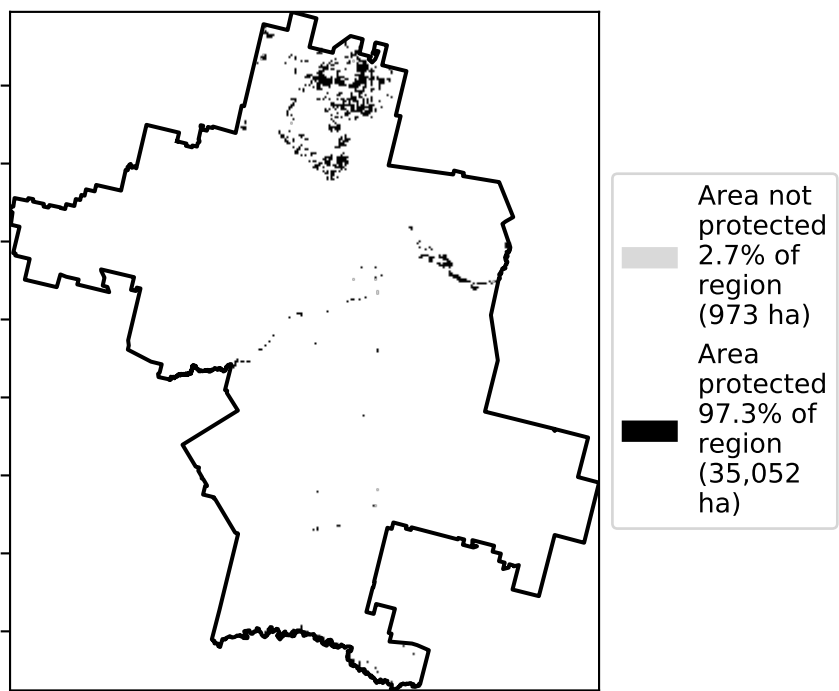 Area not
protected
2.7% of
region
(973 ha)
Area
protected
97.3% of
region
(35,052
ha)